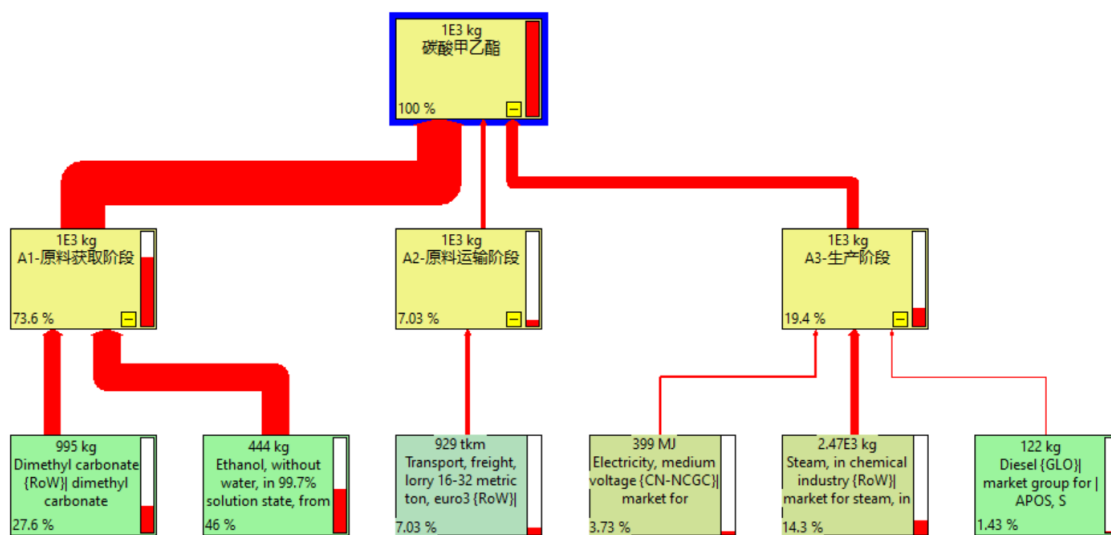 1E3 kg
碳酸甲乙酯
100 %
1E3 kg
A1-原料获取阶段
73.6 %
1E3 kg
A2-原料运输阶段
7.03 %
1E3 kg
A3-生产阶段
19.4 %
995 kg
Dimethyl carbonate
{RoW}| dimethyl
carbonate
27.6 %
444 kg
Ethanol, without
water, in 99.7%
solution state, from
46 %
929 tkm
Transport, freight,
lorry 16-32 metric
ton, euro3 {RoW}|
7.03 %
399 MJ
Electricity, medium
voltage {CN-NCGC}|
market for
3.73 %
2.47E3 kg
Steam, in chemical
industry {RoW}|
market for steam, in
14.3 %
122 kg
Diesel {GLO}|
market group for |
APOS, S
1.43 %